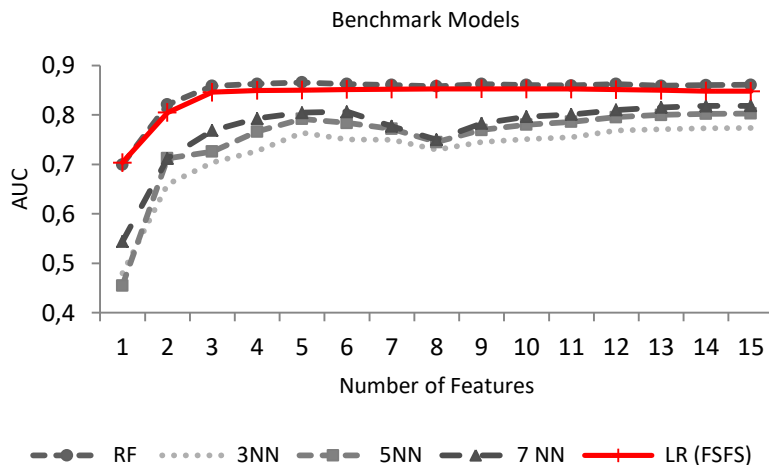 Benchmark Models
0,9
0,8
0,7
0,6
0,5
0,4
AUC
1 2 3 4 5 6 7 8 9 10 11 12 13 14 15
Number of Features
RF 3NN 5NN 7 NN LR (FSFS)